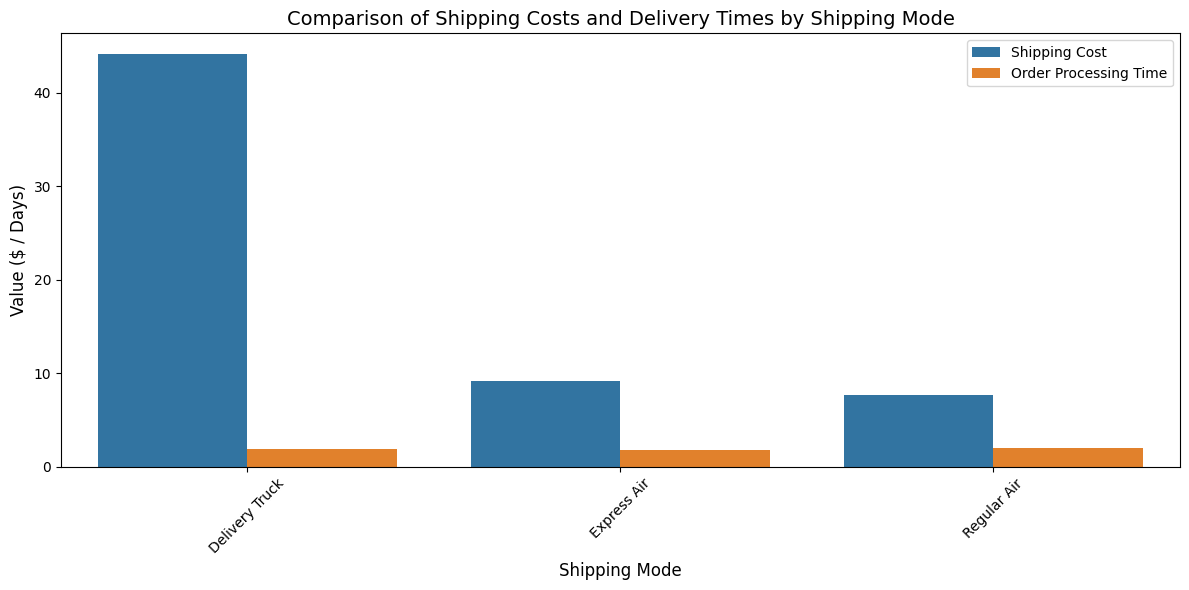 Comparison of Shipping Costs and Delivery Times by Shipping Mode
Shipping Cost
Order Processing Time
Value ($ / Days)
40
30
20
10
0
Delivery Truck
Express Air
Regular Air
Shipping Mode